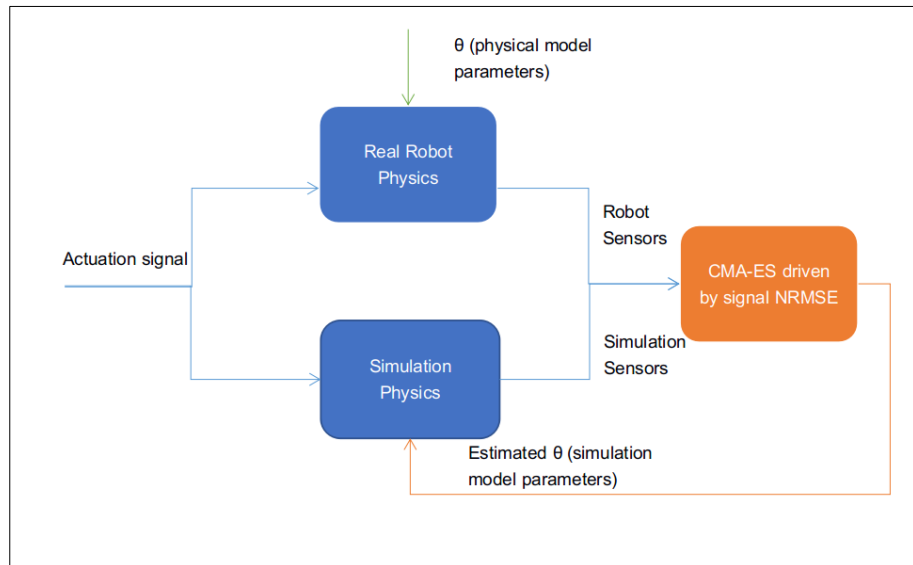 θ (physical model
parameters)
Real Robot
Physics
Actuation signal
Robot
Sensors
CMA-ES driven
by signal NRMSE
Simulation
Sensors
Simulation
Physics
Estimated θ (simulation
model parameters)